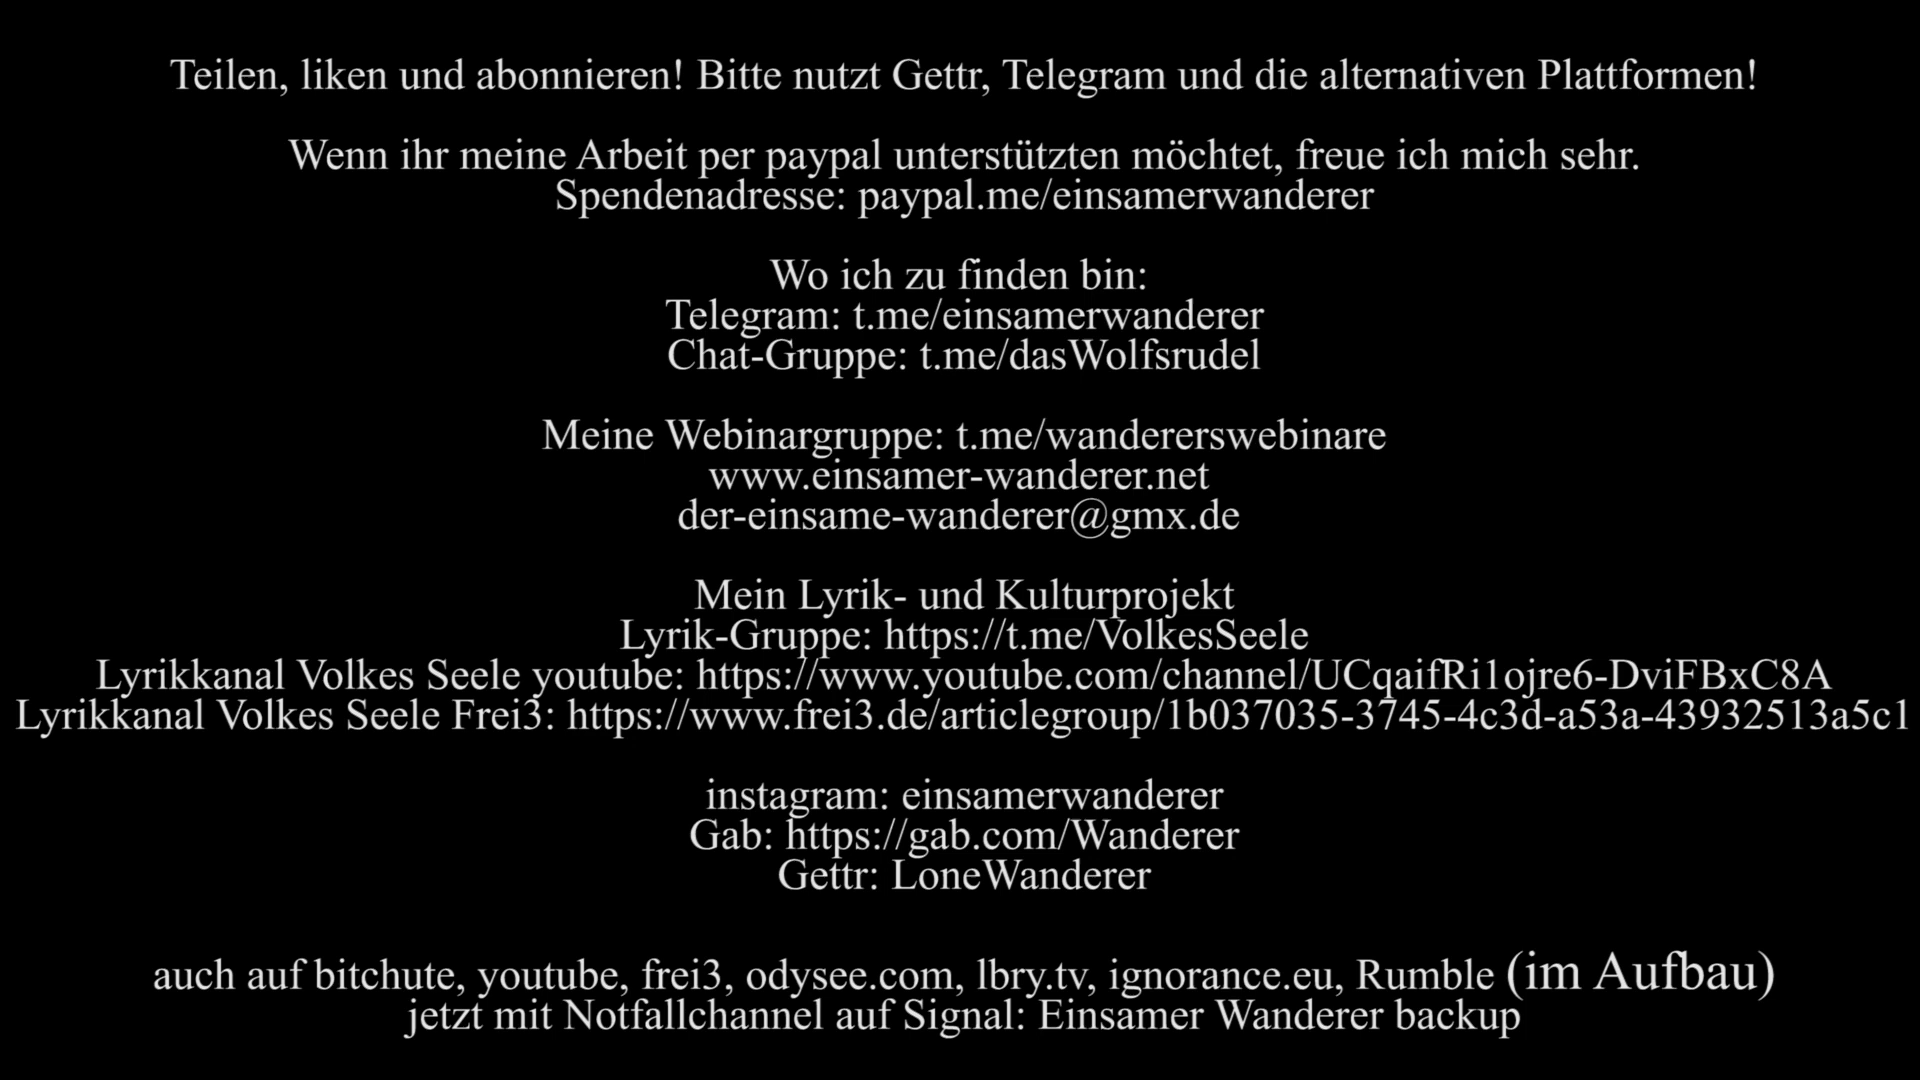 Teilen, liken und abonnieren! Bitte nutzt Gettr, Telegram und die alternativen Plattformen!
Wenn ihr meine Arbeit per paypal unterstützten möchtet, freue ich mich sehr.
Spendenadresse: paypal.me/einsamerwanderer
Wo ich zu finden bin:
Telegram: t.me/einsamerwanderer
Chat-Gruppe: t.me/dasWolfsrudel
Meine Webinargruppe: t.me/wandererswebinare
www.einsamer-wanderer.net
der-einsame-wanderer@gmx.de
Mein Lyrik- und Kulturprojekt
Lyrik-Gruppe: https://t.me/VolkesSeele
Lyrikkanal Volkes Seele youtube: https://www.youtube.com/channel/UCqaifRi1ojre6-DviFBxC8A
Lyrikkanal Volkes Seele Frei3: https://www.frei3.de/articlegroup/1b037035-3745-4c3d-a53a-43932513a5c1
instagram: einsamerwanderer
Gab: https://gab.com/Wanderer
Gettr: LoneWanderer
auch auf bitchute, youtube, frei3, odysee.com, lbry.tv, ignorance.eu, Rumble (im Aufbau)
jetzt mit Notfallchannel auf Signal: Einsamer Wanderer backup